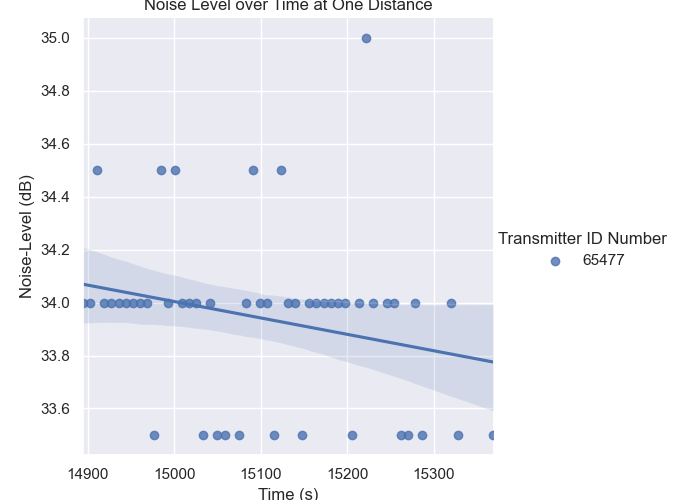 Noise Level over Time at One Distance
35.0
34.8
34.6
34.4
34.2
34.0
33.8
33.6
Noise-Level (dB)
14900 15000 15100 15200 15300
Time (s)
Transmitter ID Number
65477